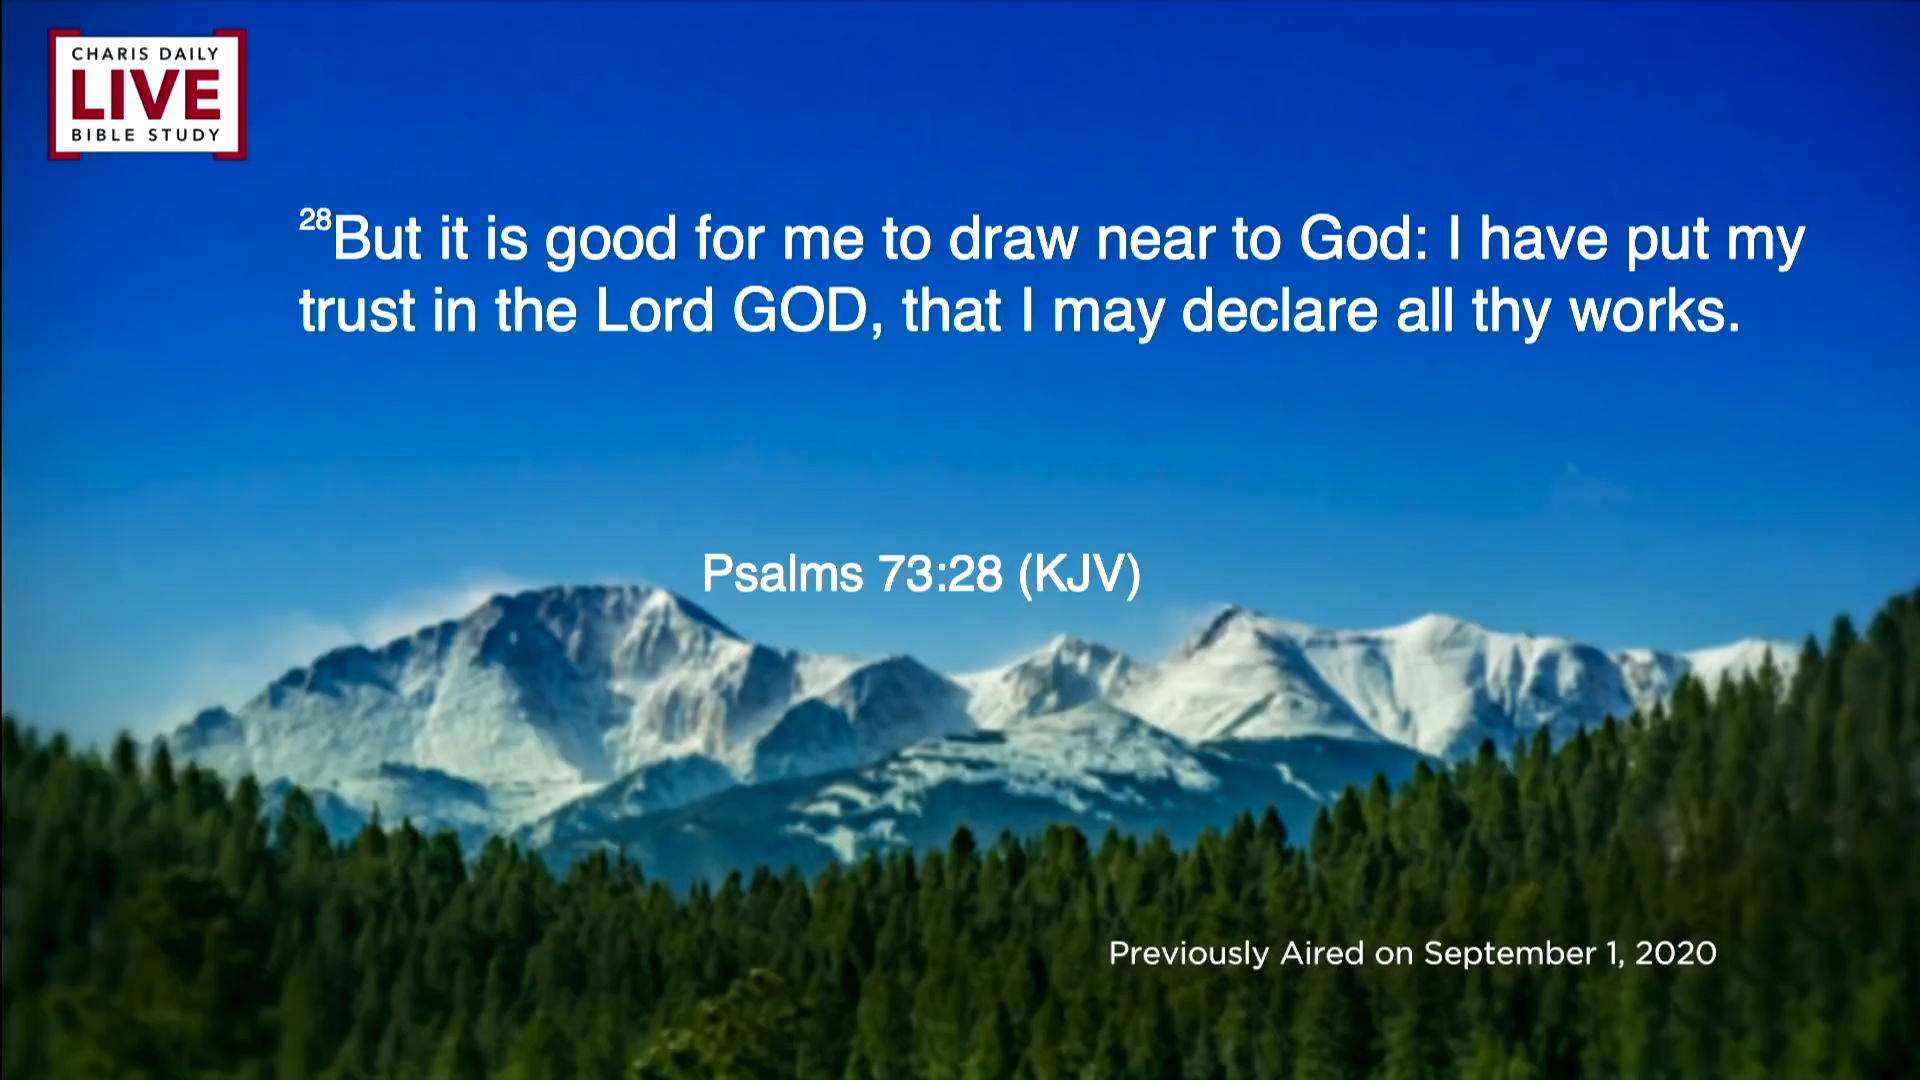 CHARIS DAILY
LIVE
BIBLE STUDY
28But it is good for me to draw near to God: I have put my
trust in the Lord GOD, that I may declare all thy works.
Psalms 73:28 (KJV)
Previously Aired on September 1, 2020